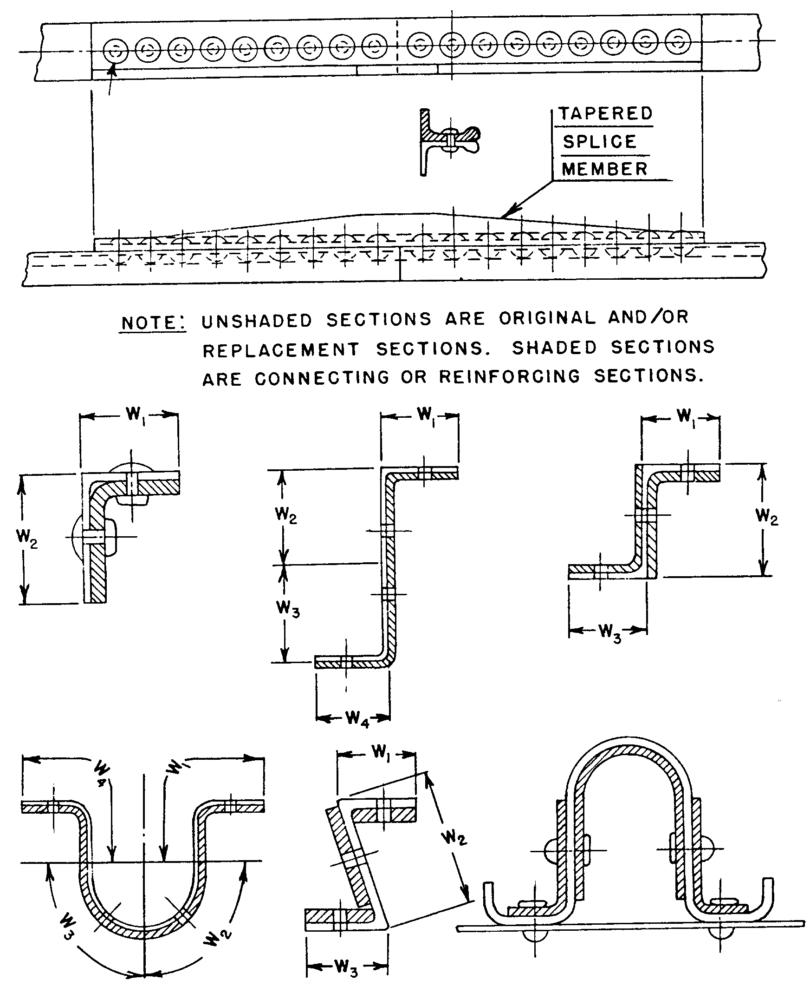 TAPERED
SPLICE
MEMBER
NOTE: UNSHADED SECTIONS ARE ORIGINAL AND/OR
REPLACEMENT SECTIONS. SHADED SECTIONS
ARE CONNECTING OR REINFORCING SECTIONS.
W1
W1
W1
W2
W2
W2
W3
W3
W4
W4
W1
W1
W2
W3
W2
W3